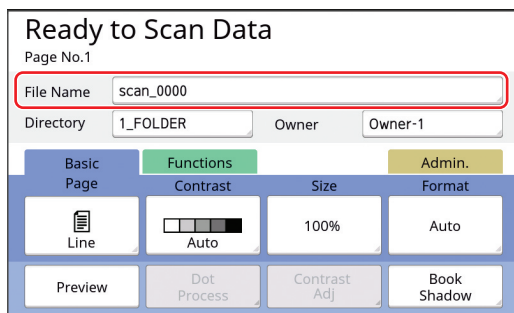 Ready to Scan Data
Page No.1
File Name scan_0000
Directory 1_FOLDER Owner Owner-1
Basic Functions Admin.
Page Contrast Size Format
Line Auto 100% Auto
Preview Dot Process Contrast Adj Book Shadow